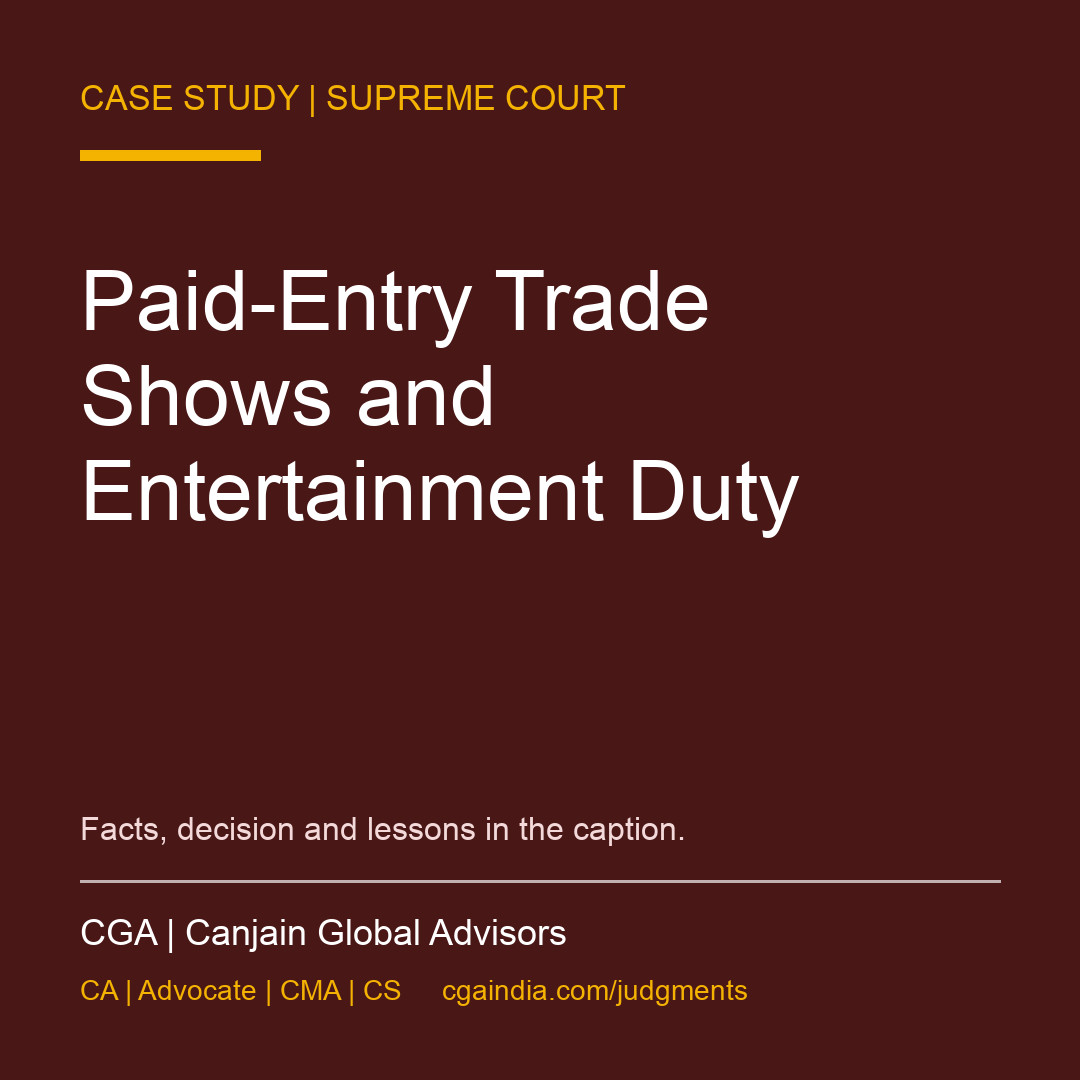 CASE STUDY | SUPREME COURT
Paid-Entry Trade
Shows and
Entertainment Duty
Facts, decision and lessons in the caption.
CGA | Canjain Global Advisors
CA | Advocate | CMA | CS cgaindia.com/judgments